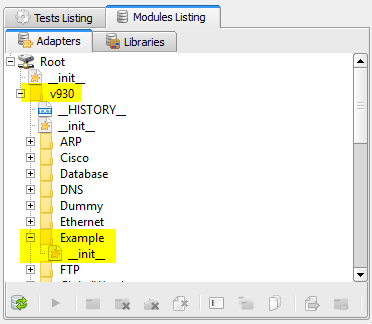 Tests Listing Modules Listing
Adapters Libraries
Root
__init__
v930
TXT __HISTORY__
__init__
ARP
Cisco
Database
DNS
Dummy
Ethernet
Example
__init__
FTP